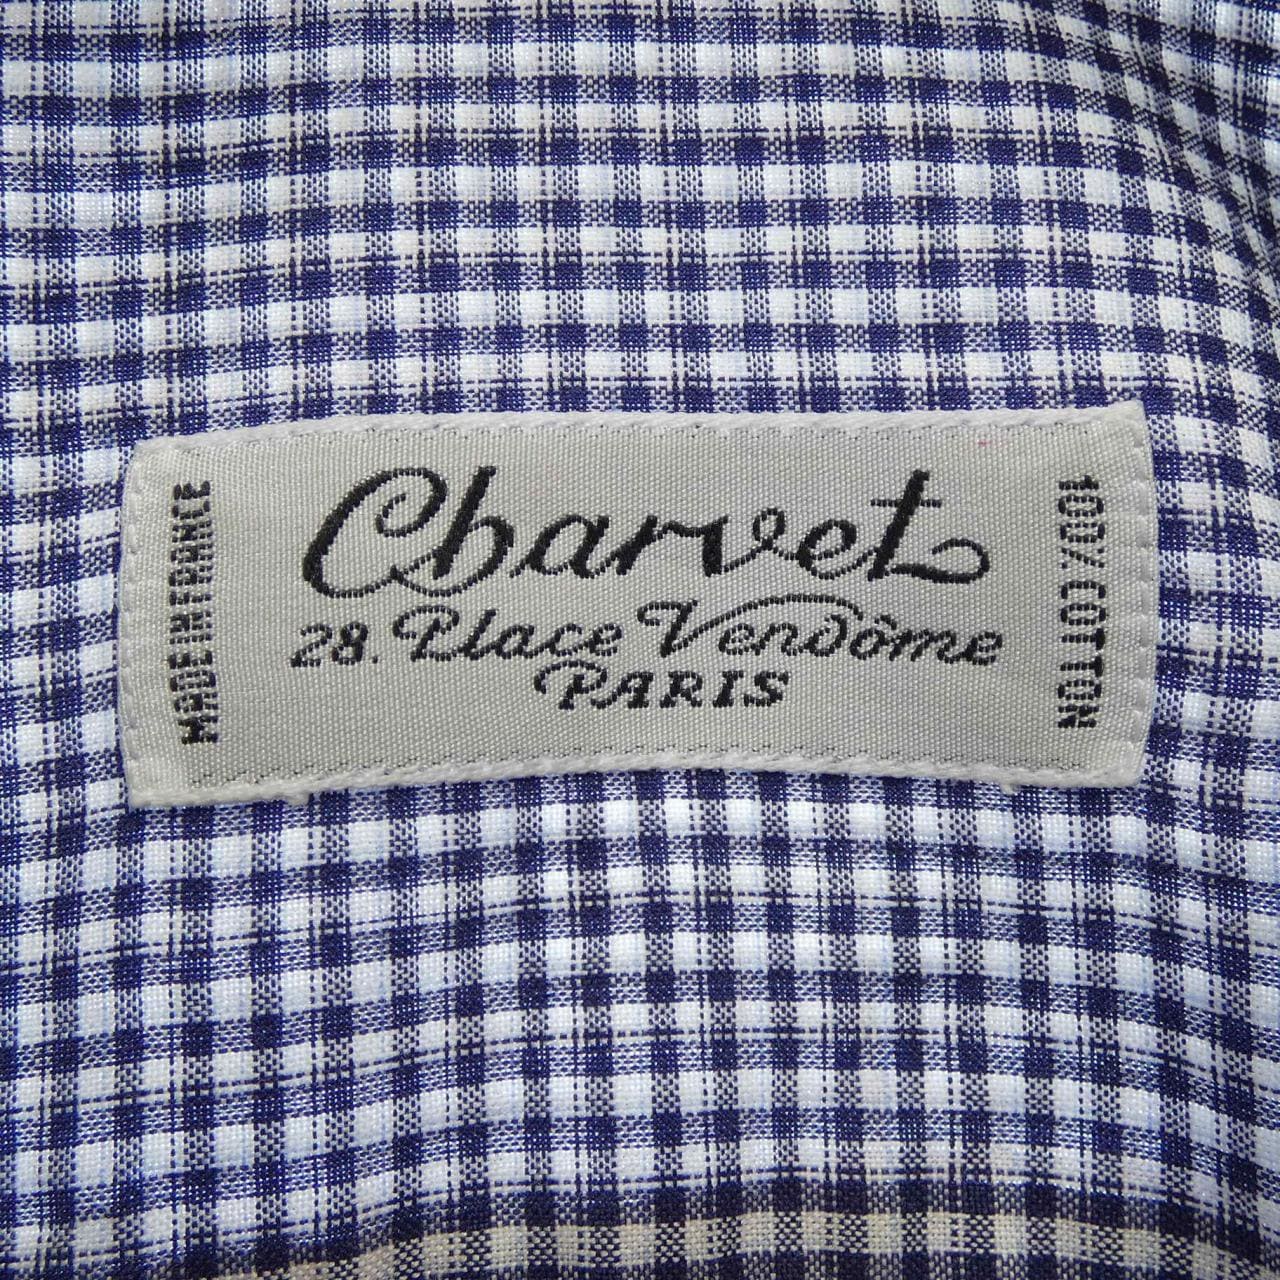 MADE IN FRANCE
Charvet
28. Place Vendôme
PARIS
100% COTTON